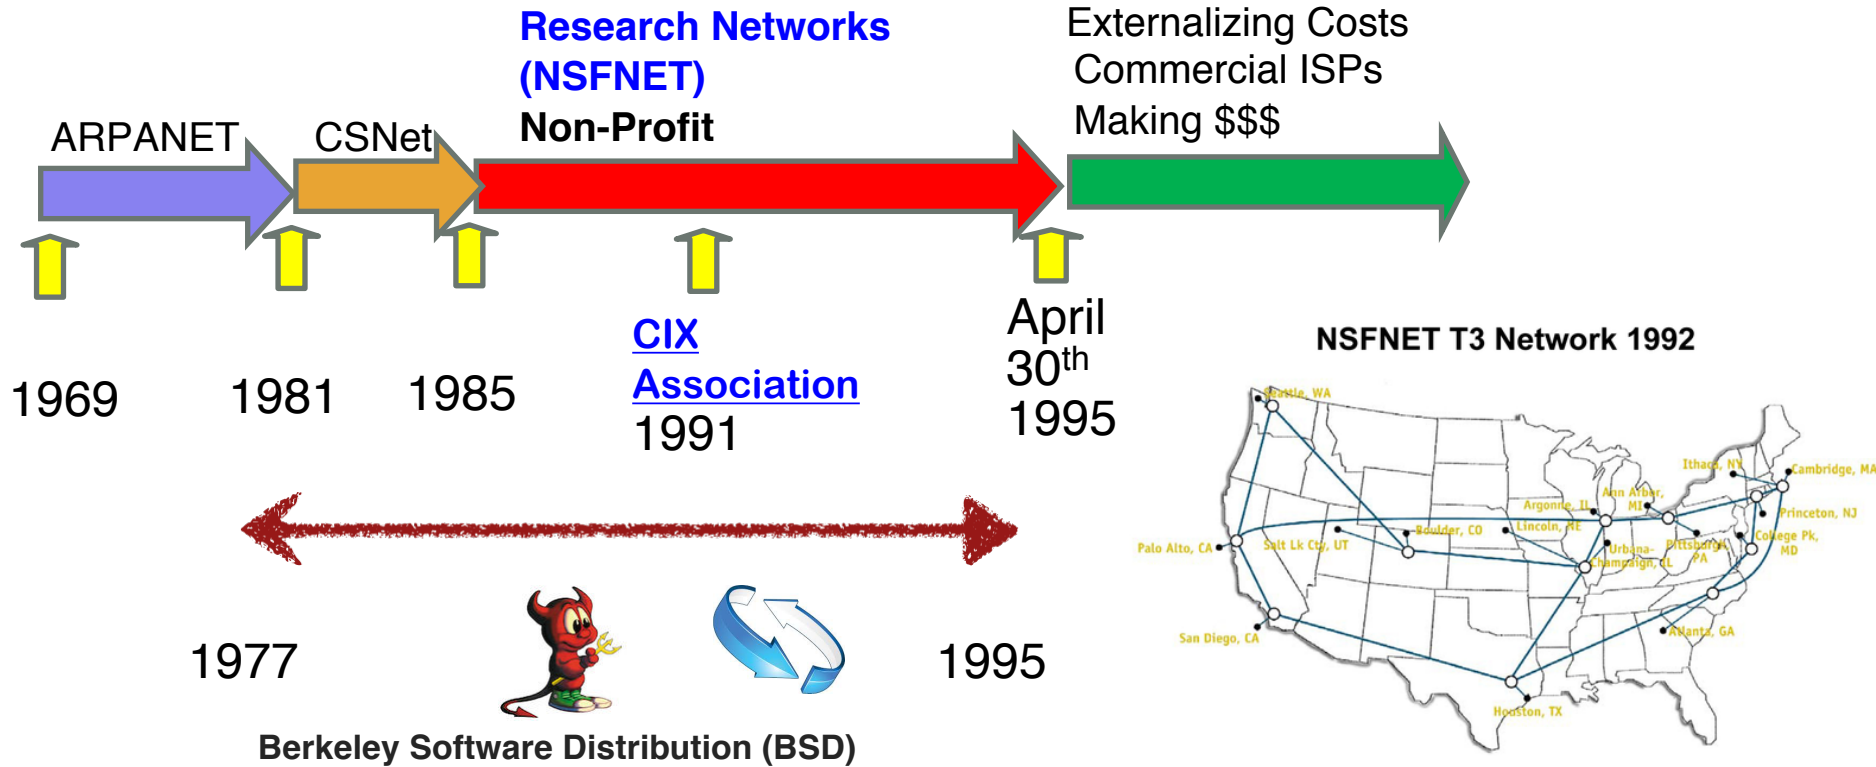 Research Networks
(NSFNET)
Non-Profit
Externalizing Costs
Commercial ISPs
Making $$$
ARPANET
CSNet
1969
1981
1985
CIX
Association
1991
April
30th
1995
1977
1995
Berkeley Software Distribution (BSD)
NSFNET T3 Network 1992
Seattle, WA
Ithaca, NY
Cambridge, MA
Ann Arbor,
MI
Argonne, IL
Princeton, NJ
Lincoln, NE
Boulder, CO
Salt Lk Cty, UT
Palo Alto, CA
College Pk,
MD
Pittsburgh,
PA
Urbana-
Champaign, IL
San Diego, CA
Atlanta, GA
Houston, TX